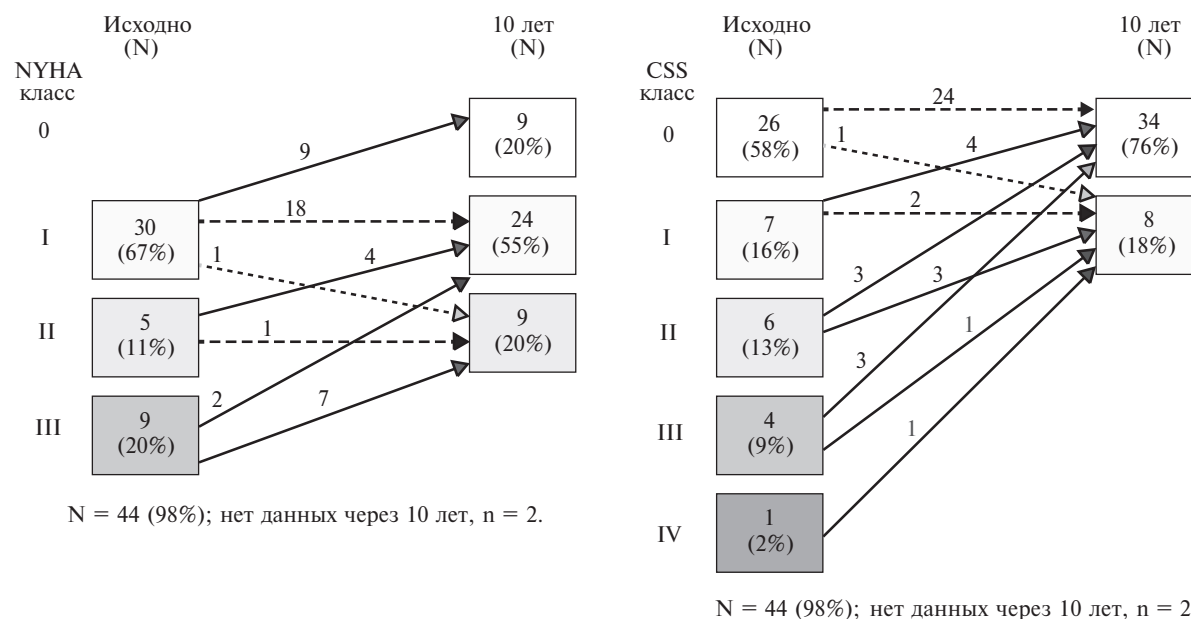 Исходно
(N)
10 лет
(N)
NYHA
класс
0
9
9
(20%)
I
30
(67%)
18
24
(55%)
1
4
II
5
(11%)
1
9
(20%)
III
9
(20%)
2
7
N = 44 (98%); нет данных через 10 лет, n = 2.
Исходно
(N)
10 лет
(N)
CSS
класс
0
26
(58%)
24
34
(76%)
1
4
I
7
(16%)
2
8
(18%)
II
6
(13%)
3
3
1
III
4
(9%)
3
1
IV
1
(2%)
N = 44 (98%); нет данных через 10 лет, n = 2